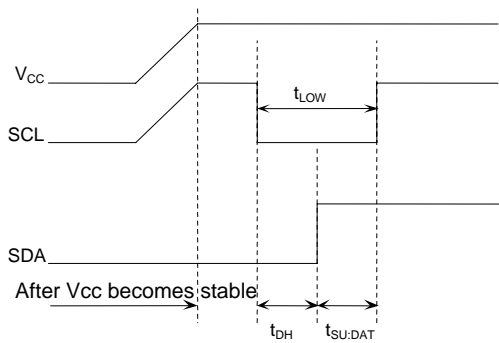 VCC
tLOW
SCL
SDA
After Vcc becomes stable
tDH
tSU;DAT